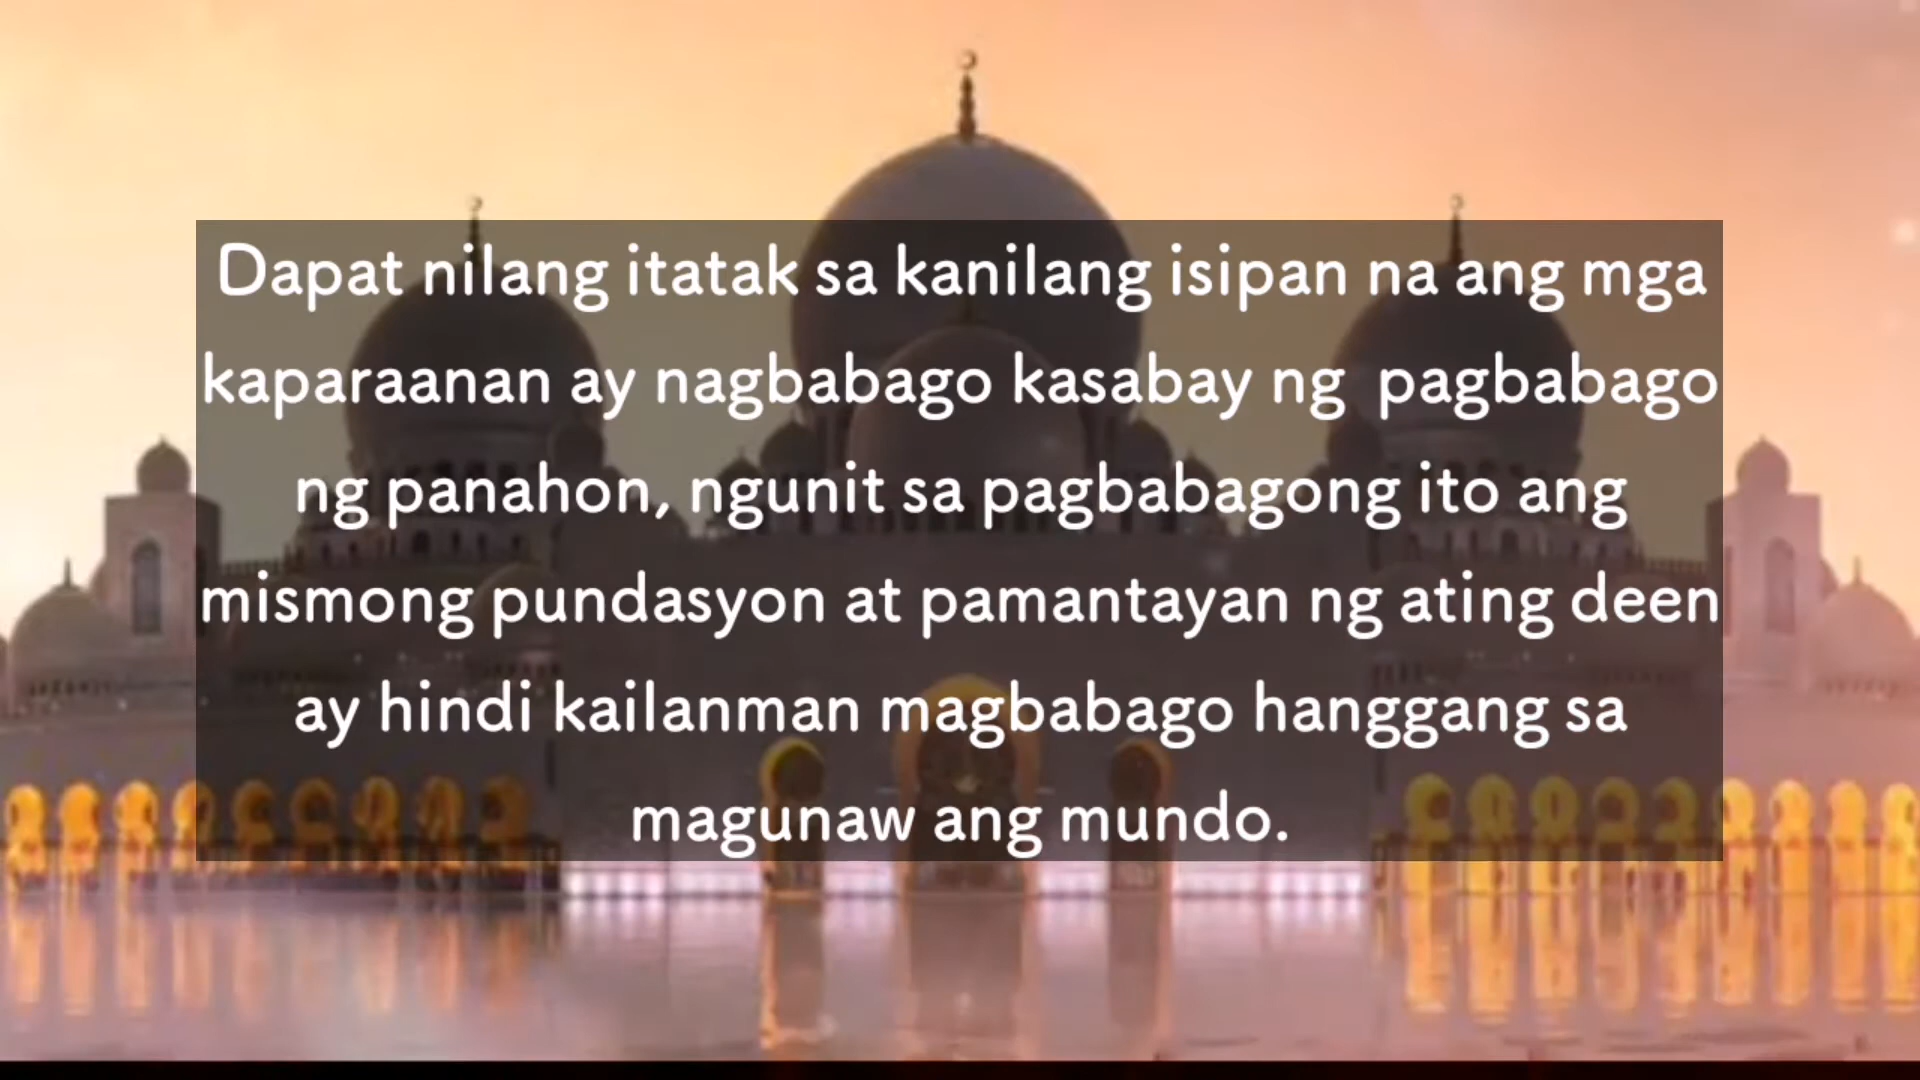 Dapat nilang itatak sa kanilang isipan na ang mga
kaparaanan ay nagbabago kasabay ng pagbabago
ng panahon, ngunit sa pagbabagong ito ang
mismong pundasyon at pamantayan ng ating deen
ay hindi kailanman magbabago hanggang sa
magunaw ang mundo.